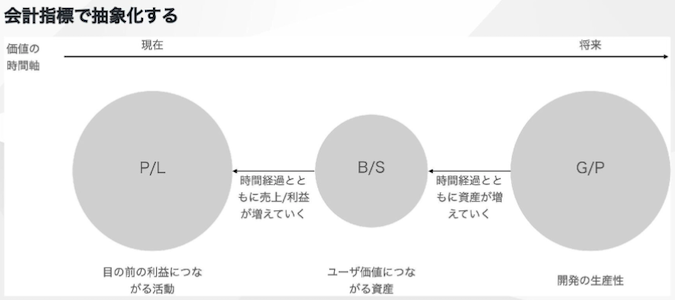 会計指標で抽象化する
価値の
時間軸
現在
将来
P/L
B/S
G/P
時間経過とと
もに売上/利益
が増えていく
時間経過とと
もに資産が増
えていく
目の前の利益につな
がる活動
ユーザ価値につな
がる資産
開発の生産性